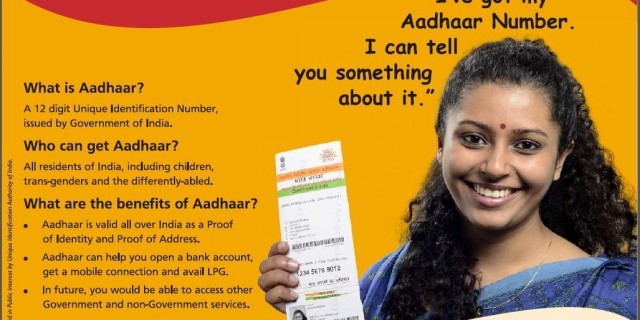 Aadhaar Number.
I can tell
you something
about it.”
What is Aadhaar?
A 12 digit Unique Identification Number,
issued by Government of India.
Who can get Aadhaar?
All residents of India, including children,
trans-genders and the differently-abled.
What are the benefits of Aadhaar?
• Aadhaar is valid all over India as a Proof
of Identity and Proof of Address.
• Aadhaar can help you open a bank account,
get a mobile connection and avail LPG.
• In future, you would be able to access other
Government and non-Government services.
in Public Interest by Unique Identification Authority of India.
1234 5678 9012